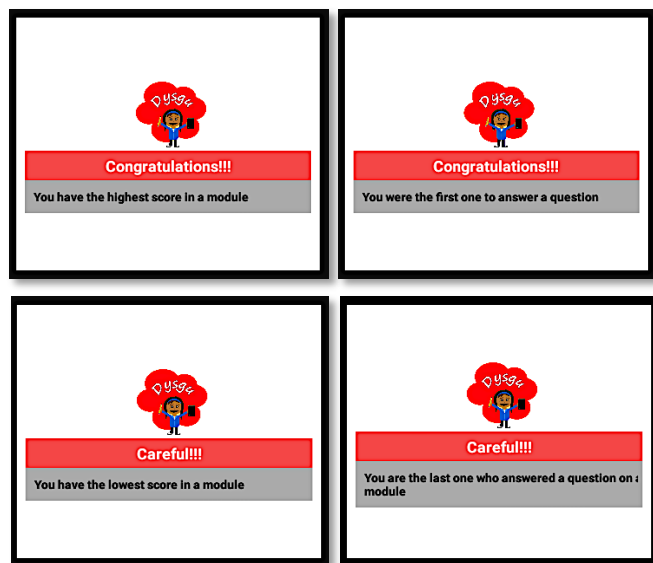 Dysgu
Congratulations!!!
You have the highest score in a module
Dysgu
Congratulations!!!
You were the first one to answer a question
Dysgu
Careful!!!
You have the lowest score in a module
Dysgu
Careful!!!
You are the last one who answered a question on a
module